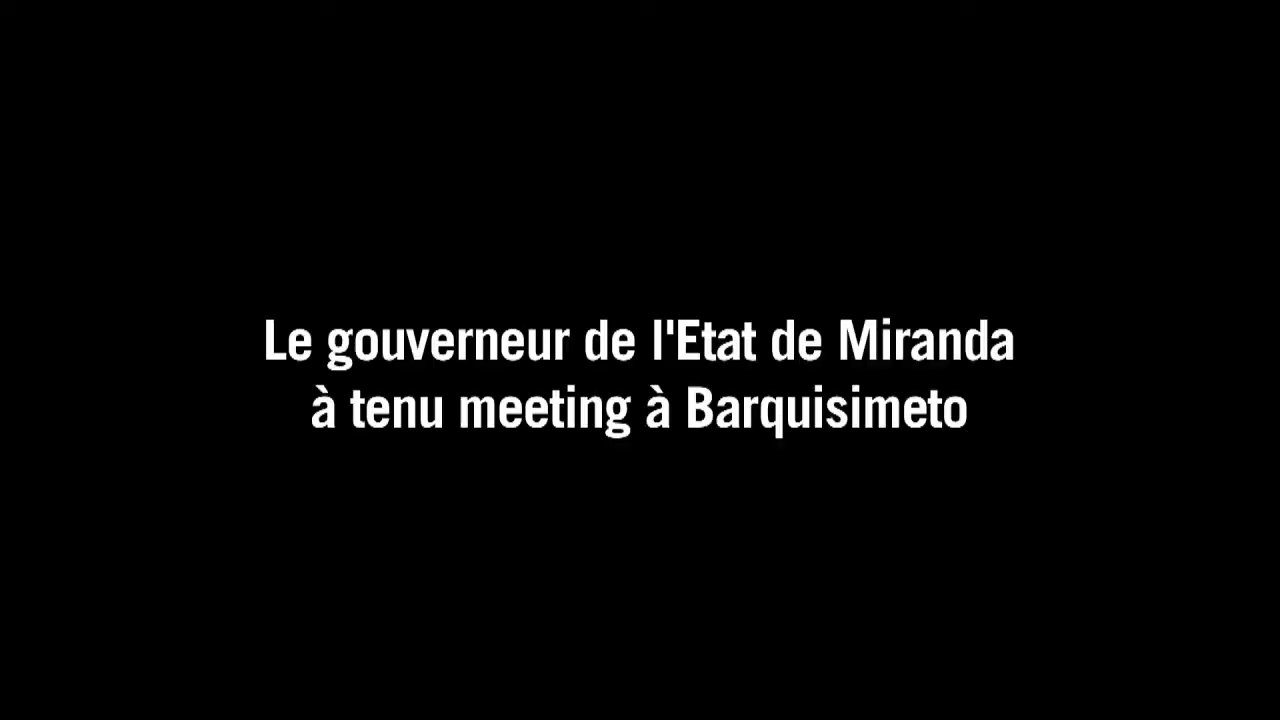 Le gouverneur de l'Etat de Miranda
à tenu meeting à Barquisimeto